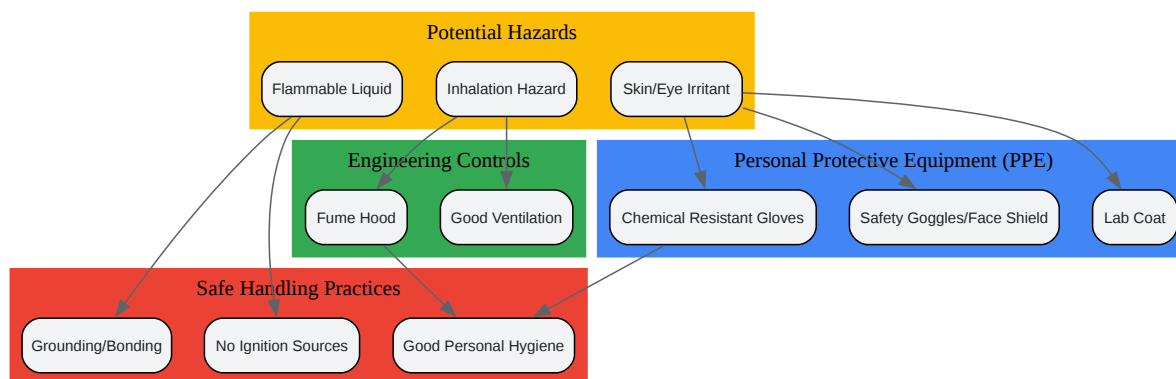 Potential Hazards
Flammable Liquid
Inhalation Hazard
Skin/Eye Irritant
Engineering Controls
Personal Protective Equipment (PPE)
Fume Hood
Good Ventilation
Chemical Resistant Gloves
Safety Goggles/Face Shield
Lab Coat
Safe Handling Practices
Grounding/Bonding
No Ignition Sources
Good Personal Hygiene